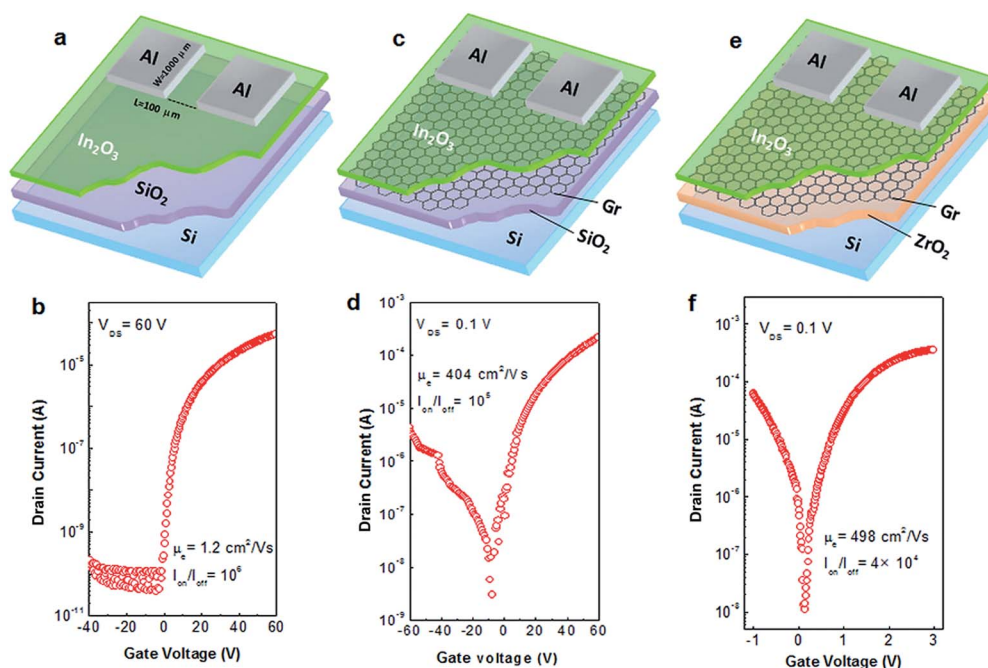 a
Al
W=1000 μm
L=100 μm
Al
In2O3
SiO2
Si
c
Al
Al
In2O3
Gr
SiO2
Si
e
Al
Al
In2O3
Gr
ZrO2
Si
b
VDS= 60 V
10-5
10-7
10-9
10-11
Drain Current (A)
μe = 1.2 cm2/Vs
Ion/Ioff = 106
-40 -20 0 20 40 60
Gate Voltage (V)
d
VDS= 0.1 V
μe = 404 cm2/Vs
Ion/Ioff = 105
10-3
10-4
10-5
10-6
10-7
10-8
10-9
Drain Current (A)
-60 -40 -20 0 20 40 60
Gate voltage (V)
f
VDS= 0.1 V
10-3
10-4
10-5
10-6
10-7
10-8
Drain Current (A)
μe = 498 cm2/Vs
Ion/Ioff = 4× 104
-1 0 1 2 3
Gate Voltage (V)